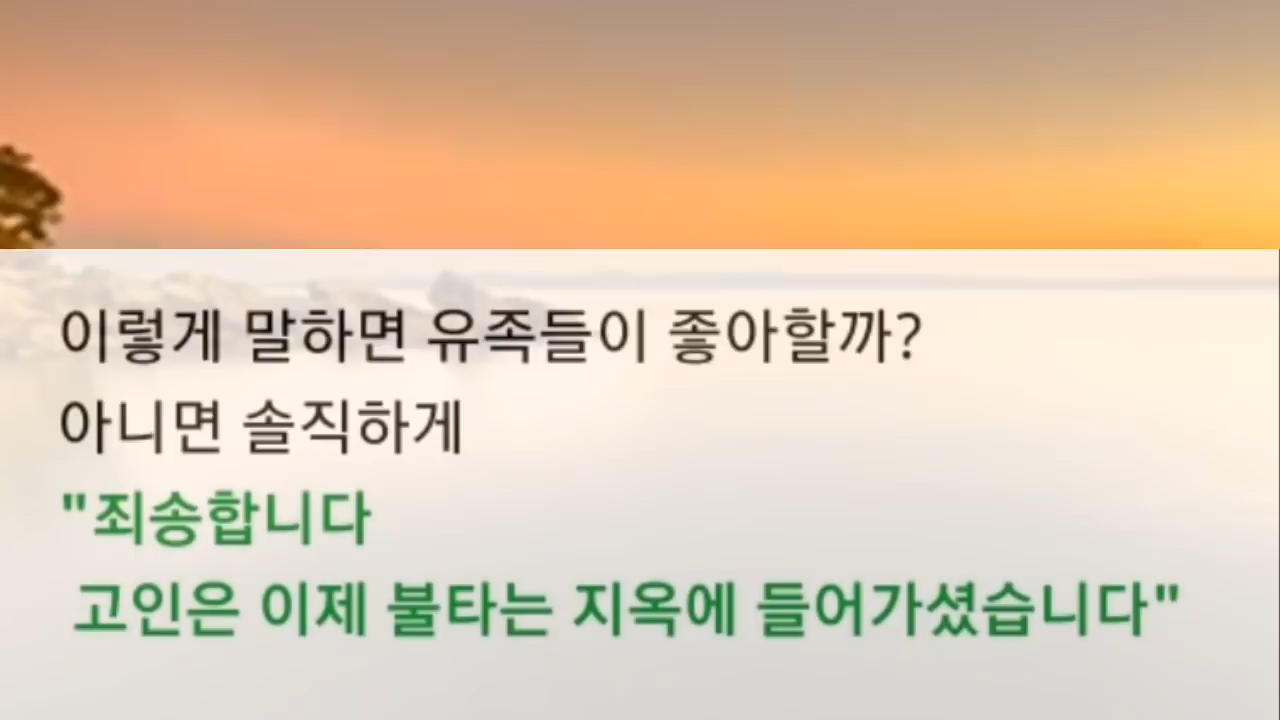 이렇게 말하면 유족들이 좋아할까?
아니면 솔직하게
"죄송합니다
고인은 이제 불타는 지옥에 들어가셨습니다"